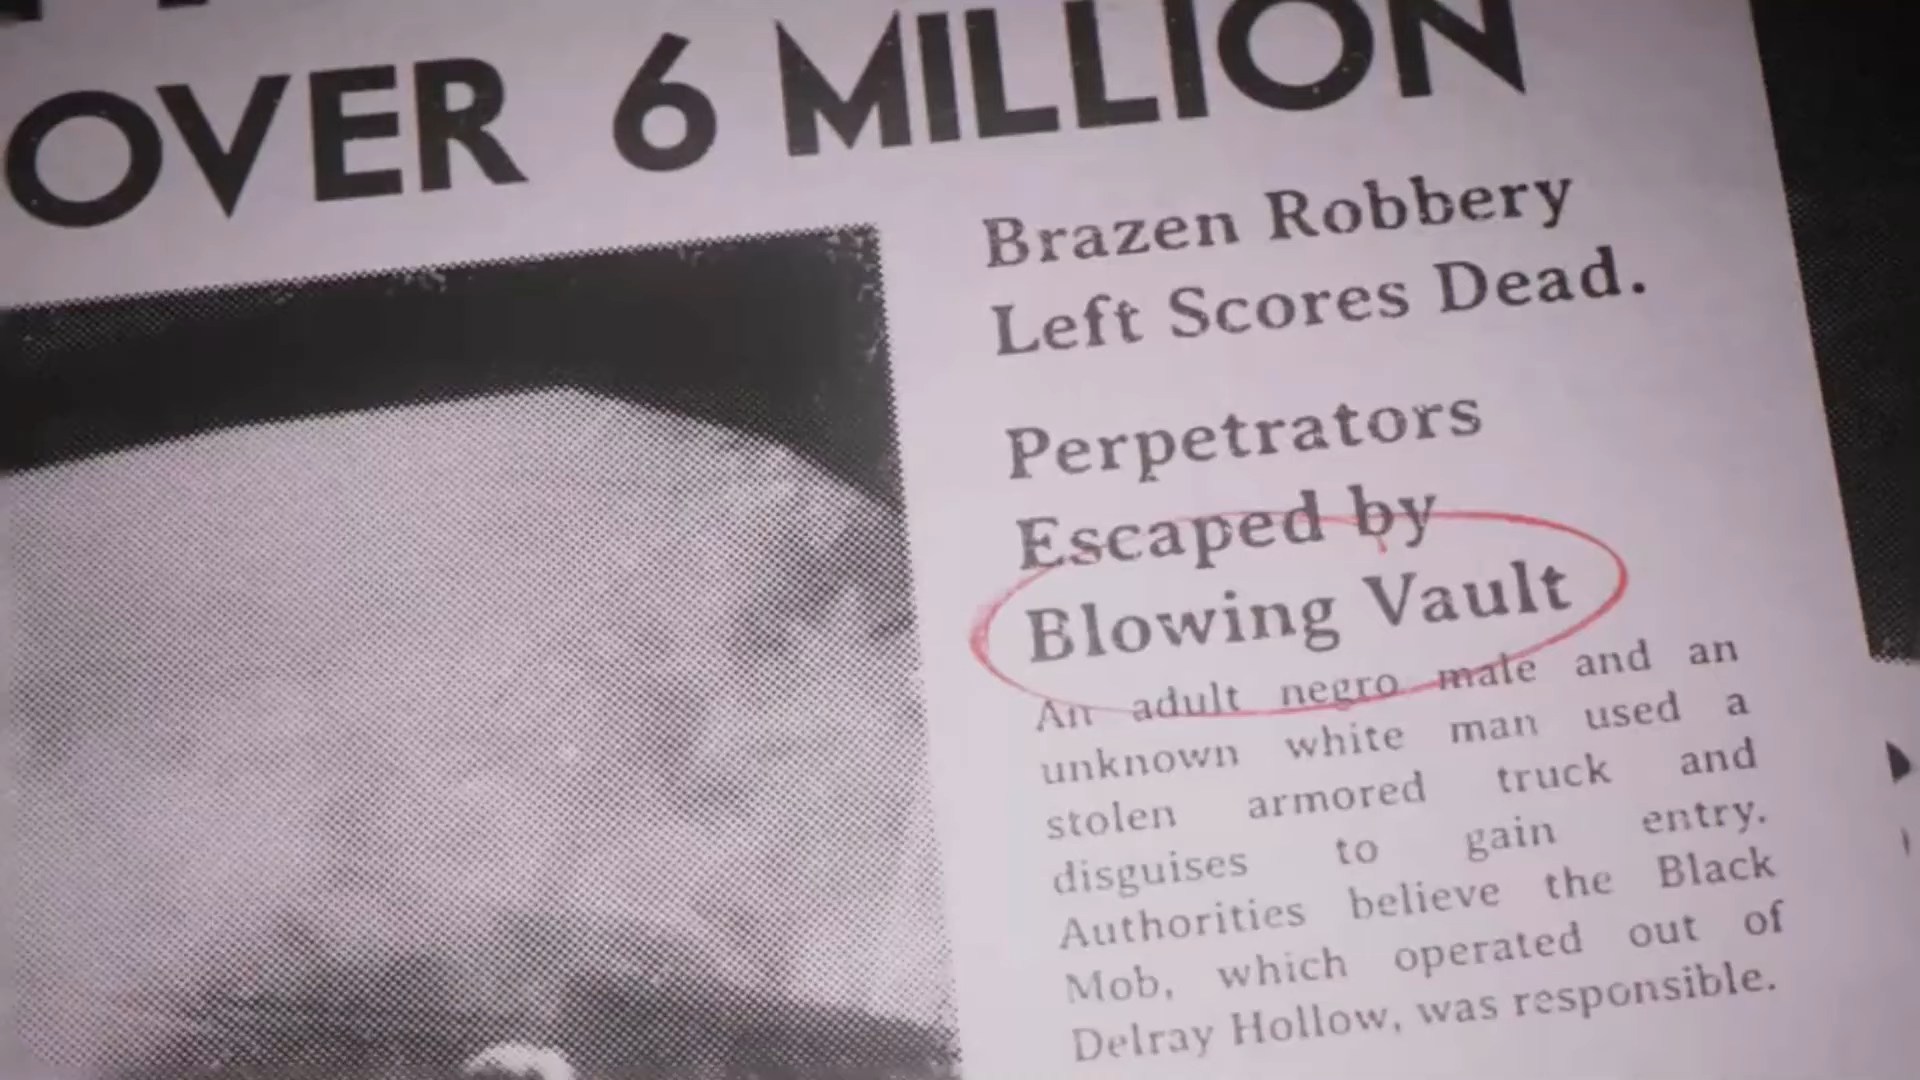 OVER 6 MILLION
Brazen Robbery
Left Scores Dead.
Perpetrators
Escaped by
Blowing Vault
An adult negro male and an
unknown white man used a
stolen armored truck and
disguises to gain entry.
Authorities believe the Black
Mob, which operated out of
Delray Hollow, was responsible.